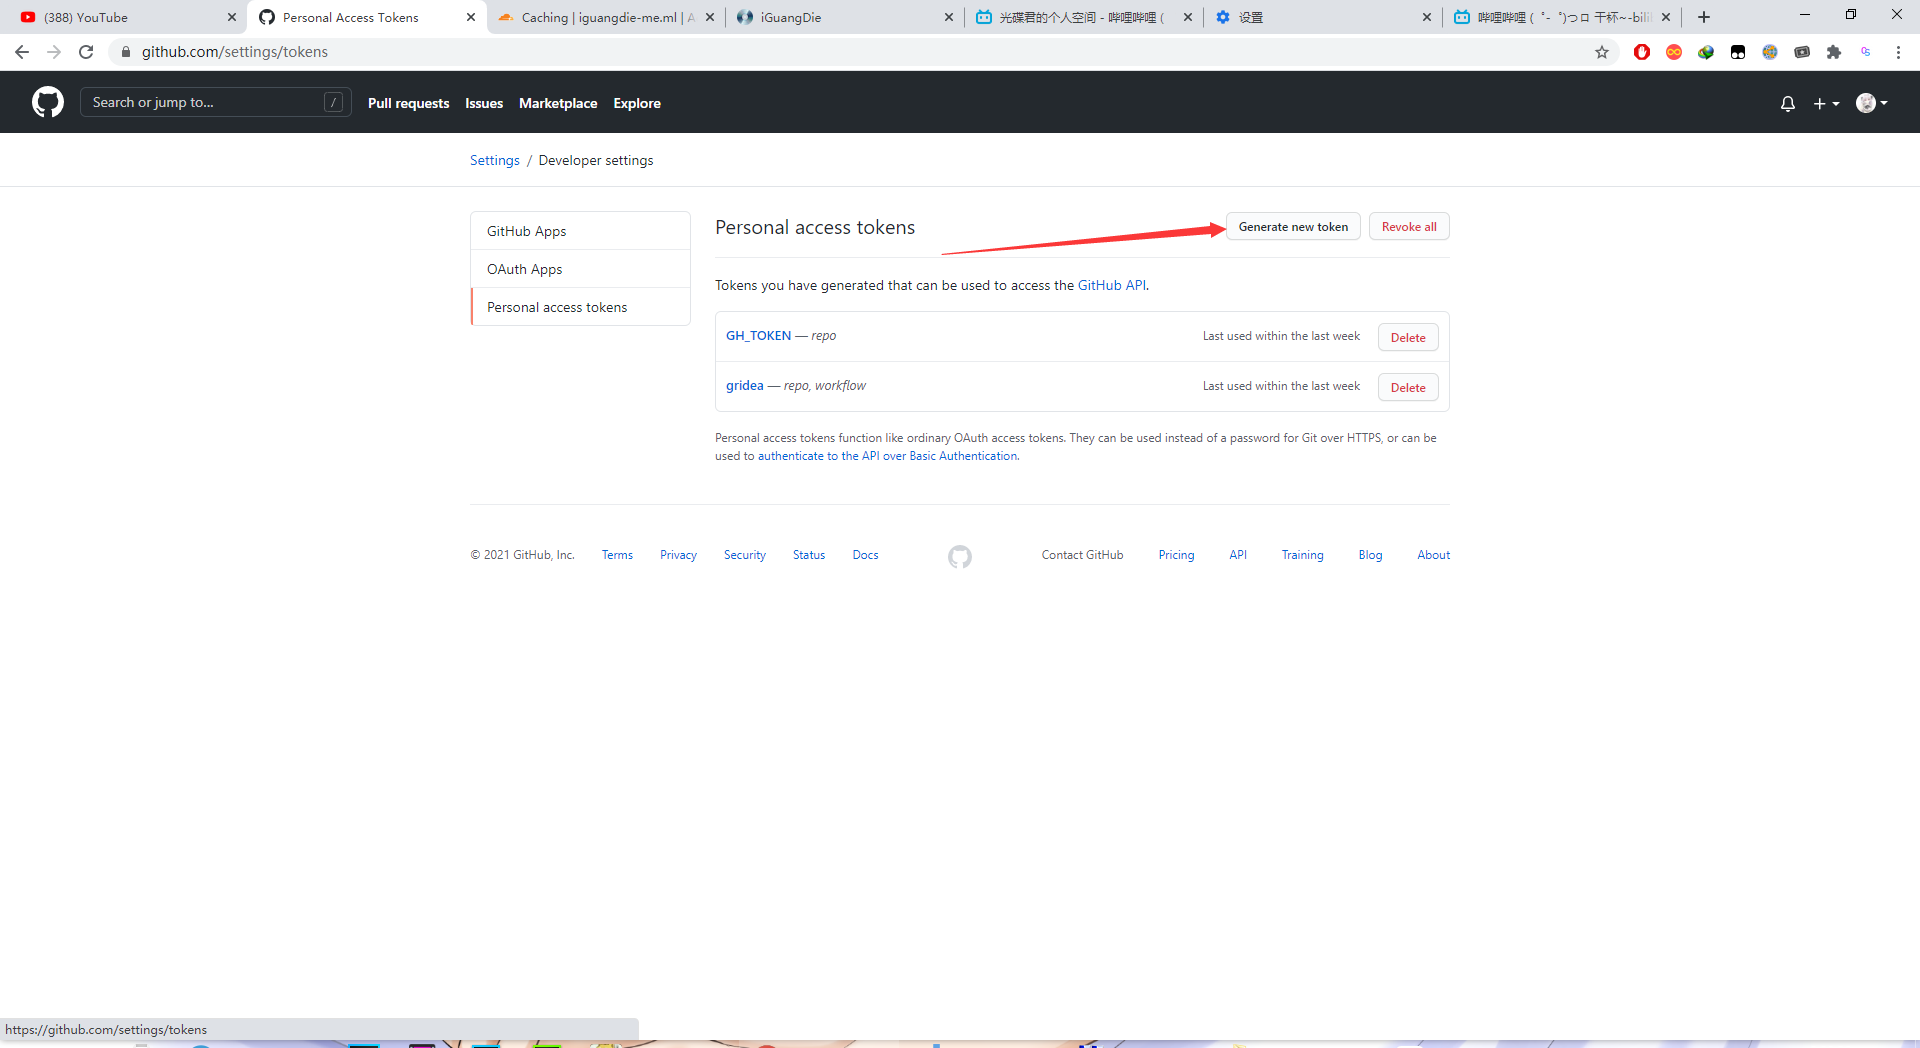 (388) YouTube
Personal Access Tokens
Caching | iguangdie-me.ml | A
iGuangDie
光碟君的个人空间 - 哔哩哔哩 (
设置
哔哩哔哩 (゜-゜)つロ 干杯~-bili
github.com/settings/tokens
Search or jump to...
/
Pull requests
Issues
Marketplace
Explore
Settings / Developer settings
GitHub Apps
OAuth Apps
Personal access tokens
Personal access tokens
Generate new token
Revoke all
Tokens you have generated that can be used to access the GitHub API.
GH_TOKEN — repo
Last used within the last week
Delete
gridea — repo, workflow
Last used within the last week
Delete
Personal access tokens function like ordinary OAuth access tokens. They can be used instead of a password for Git over HTTPS, or can be
used to authenticate to the API over Basic Authentication.
© 2021 GitHub, Inc.
Terms
Privacy
Security
Status
Docs
Contact GitHub
Pricing
API
Training
Blog
About
https://github.com/settings/tokens